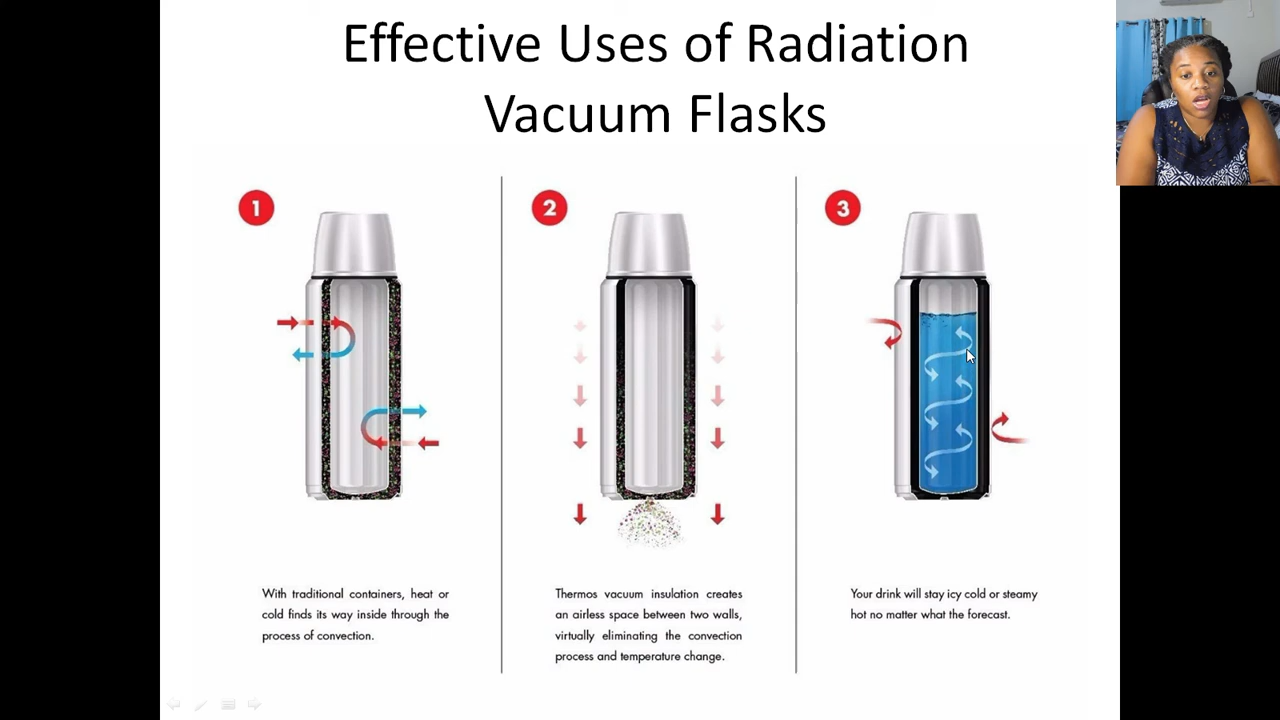 Effective Uses of Radiation
Vacuum Flasks
1
2
3
With traditional containers, heat or
cold finds its way inside through the
process of convection.
Thermos vacuum insulation creates
an airless space between two walls,
virtually eliminating the convection
process and temperature change.
Your drink will stay icy cold or steamy
hot no matter what the forecast.